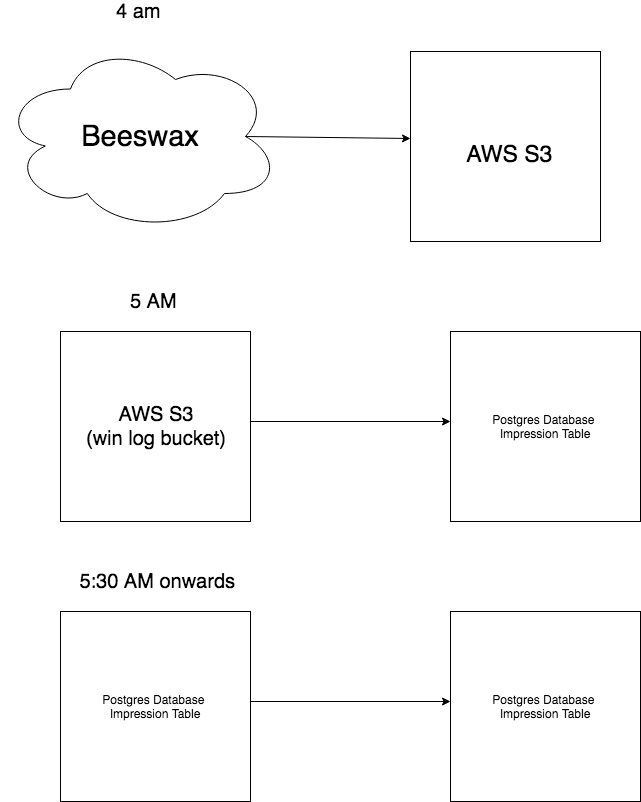 4 am
Beeswax
AWS S3
5 AM
AWS S3
(win log bucket)
Postgres Database
Impression Table
5:30 AM onwards
Postgres Database
Impression Table
Postgres Database
Impression Table